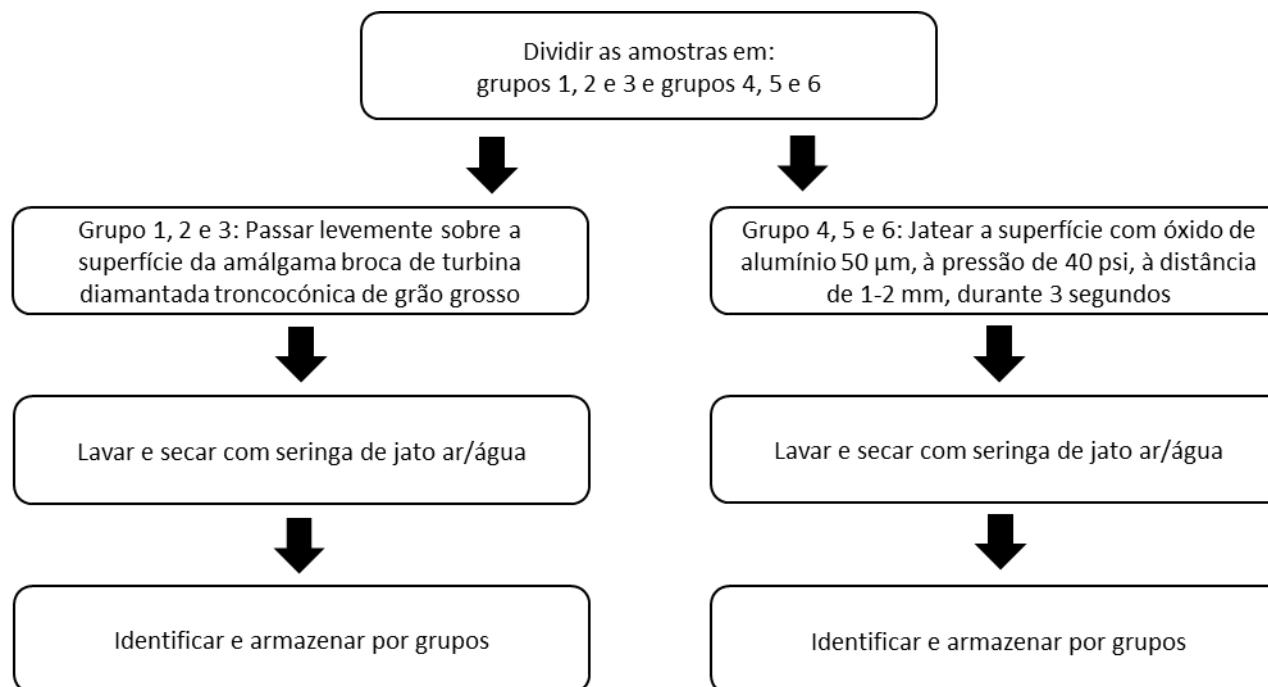 Dividir as amostras em:
grupos 1, 2 e 3 e grupos 4, 5 e 6
Grupo 1, 2 e 3: Passar levemente sobre a
superfície da amálgama broca de turbina
diamantada troncocónica de grão grosso
Grupo 4, 5 e 6: Jatear a superfície com óxido de
alumínio 50 µm, à pressão de 40 psi, à distância
de 1-2 mm, durante 3 segundos
Lavar e secar com seringa de jato ar/água
Lavar e secar com seringa de jato ar/água
Identificar e armazenar por grupos
Identificar e armazenar por grupos